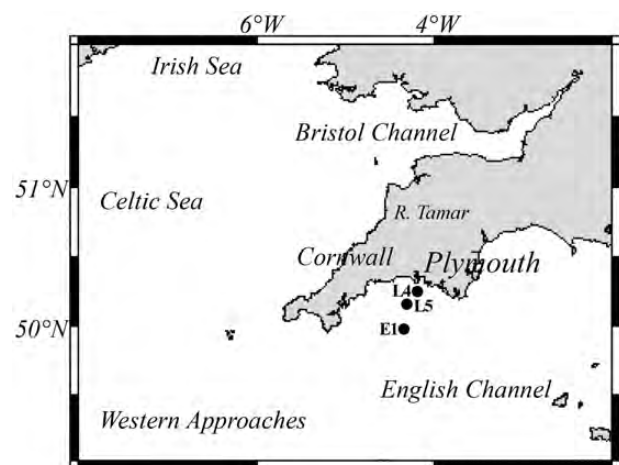 6°W
4°W
Irish Sea
Bristol Channel
51°N
Celtic Sea
R. Tamar
Cornwall
Plymouth
L4
L5
50°N
E1
English Channel
Western Approaches